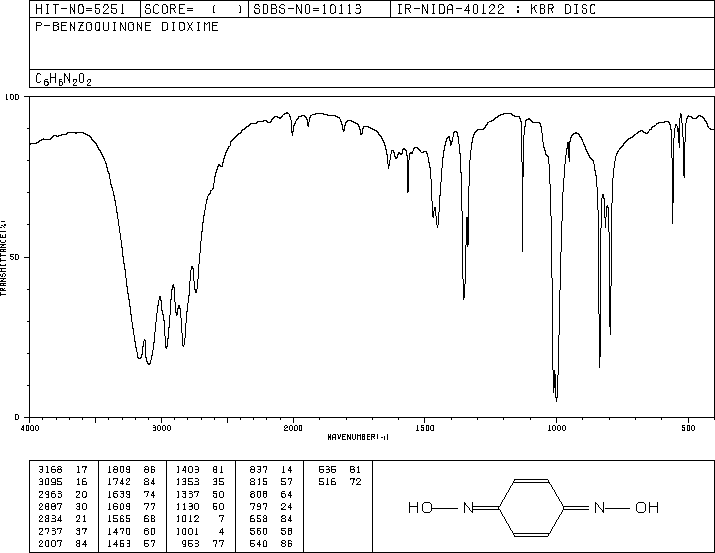 HIT-NO=5251 SCORE= ( ) SDBS-NO=10113 IR-NIDA-40122 : KBR DISC
P-BENZOQUINONE DIOXIME
C6H6N2O2
100
50
0
TRANSMITTANCE(%)
4000 3000 2000 1500 1000 500
WAVENUMBER(-1)
3168 17 1809 86 1403 81 837 14 536 81
3095 16 1742 84 1353 35 815 57 516 72
2963 20 1639 74 1337 50 808 64
2887 30 1609 77 1130 50 797 24
2834 21 1565 68 1012 7 658 84
2737 37 1470 60 1001 4 560 58
2007 84 1453 57 953 77 540 86
HO N N OH